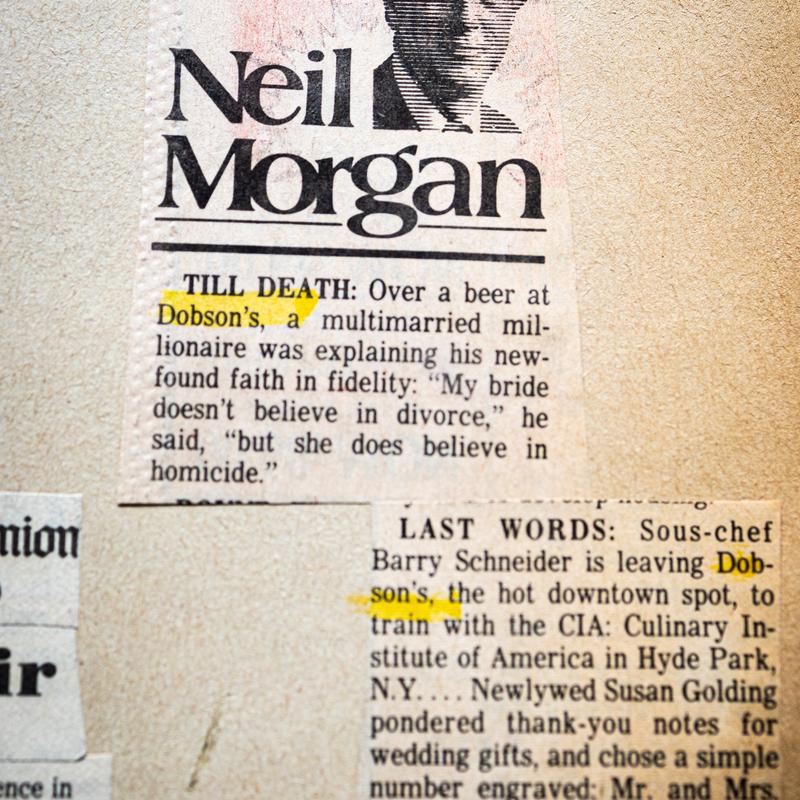 Neil
Morgan
TILL DEATH: Over a beer at
Dobson's, a multimarried mil-
lionaire was explaining his new-
found faith in fidelity: “My bride
doesn't believe in divorce,” he
said, “but she does believe in
homicide.”
develop housing.
LAST WORDS: Sous-chef
Barry Schneider is leaving Dob-
son's, the hot downtown spot, to
train with the CIA: Culinary In-
stitute of America in Hyde Park,
N.Y. . . . Newlywed Susan Golding
pondered thank-you notes for
wedding gifts, and chose a simple
number engraved: Mr. and Mrs.
nion
ir
ence in